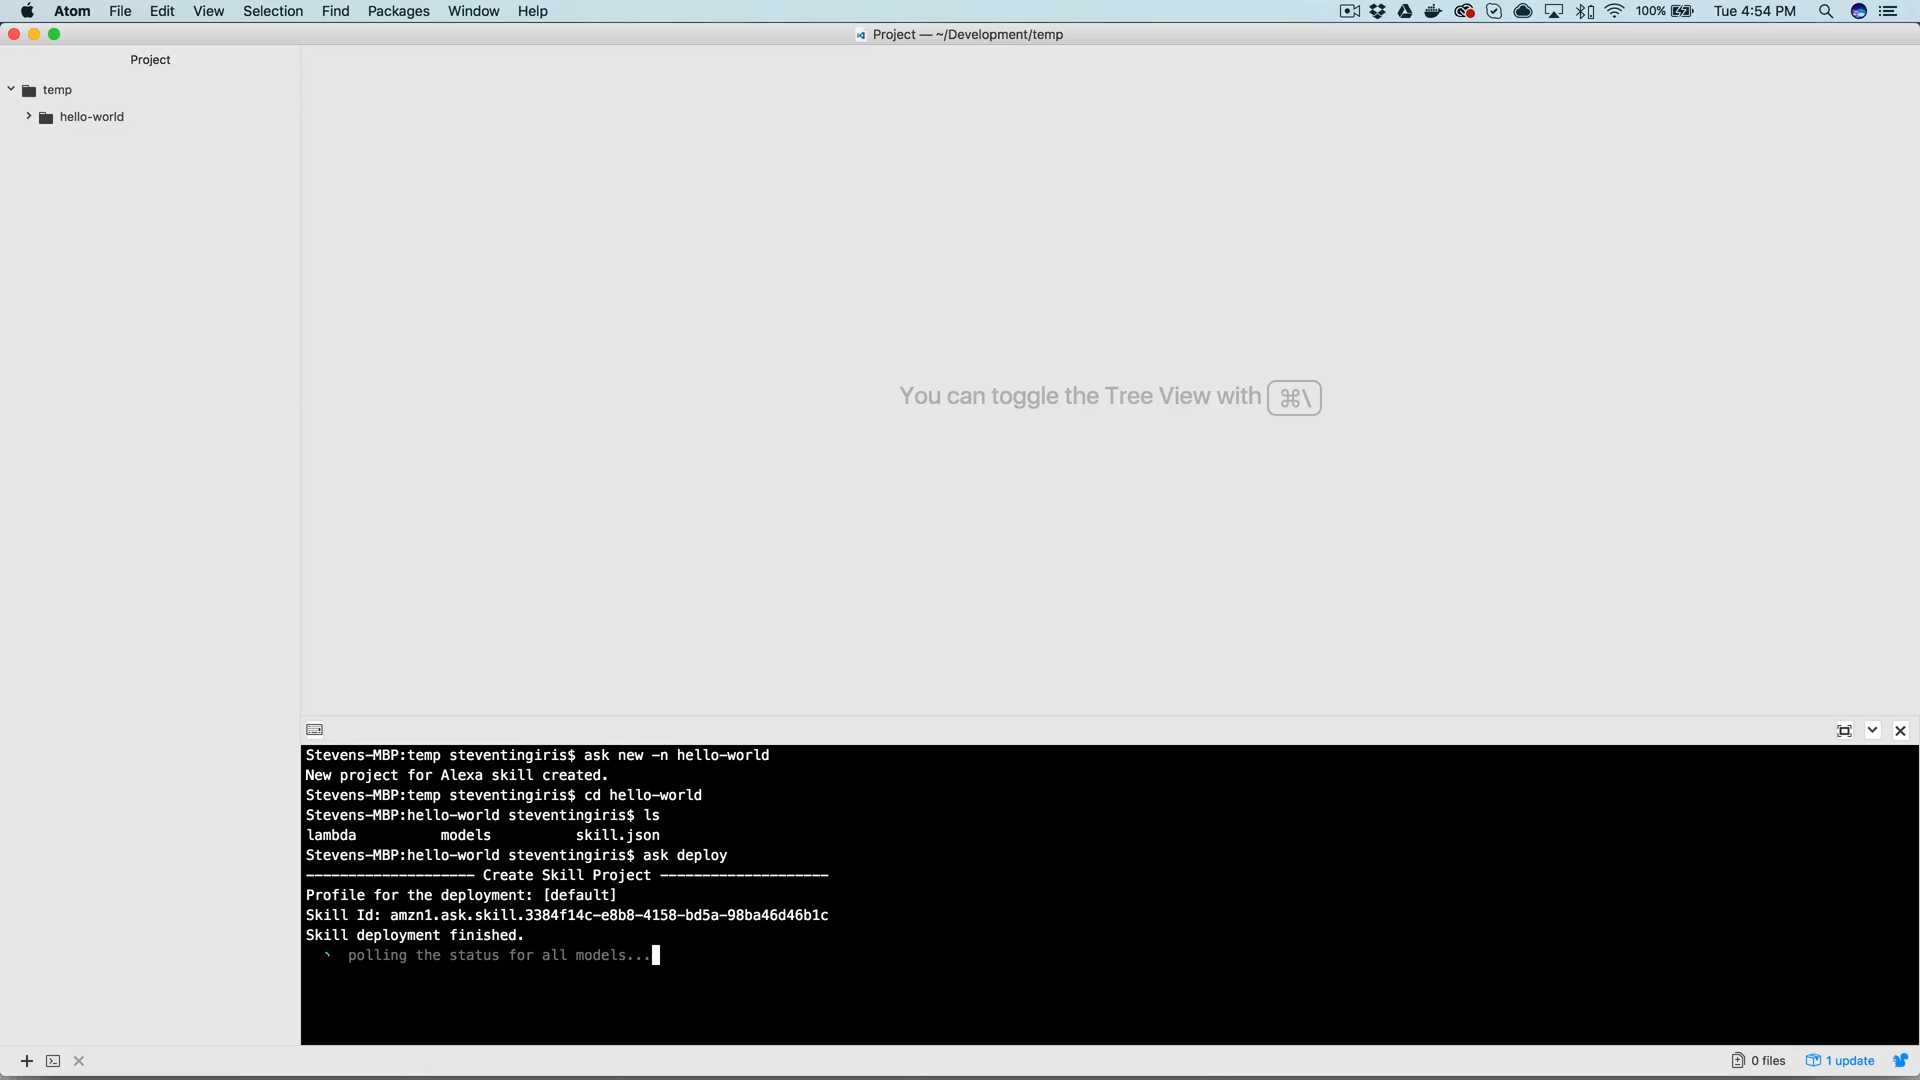 Atom File Edit View Selection Find Packages Window Help 100% Tue 4:54 PM
Project — ~/Development/temp
Project
temp
hello-world
You can toggle the Tree View with ⌘\
Stevens-MBP:temp steventingiris$ ask new -n hello-world
New project for Alexa skill created.
Stevens-MBP:temp steventingiris$ cd hello-world
Stevens-MBP:hello-world steventingiris$ ls
lambda models skill.json
Stevens-MBP:hello-world steventingiris$ ask deploy
-------------------- Create Skill Project --------------------
Profile for the deployment: [default]
Skill Id: amzn1.ask.skill.3384f14c-e8b8-4158-bd5a-98ba46d46b1c
Skill deployment finished.
polling the status for all models...
0 files 1 update